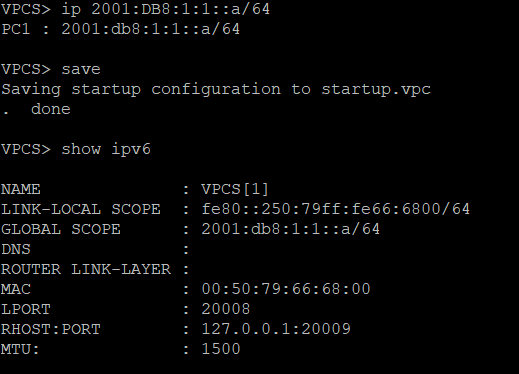 VPCS> ip 2001:DB8:1:1::a/64
PC1 : 2001:db8:1:1::a/64
VPCS> save
Saving startup configuration to startup.vpc
.  done
VPCS> show ipv6
NAME              : VPCS[1]
LINK-LOCAL SCOPE  : fe80::250:79ff:fe66:6800/64
GLOBAL SCOPE      : 2001:db8:1:1::a/64
DNS               :
ROUTER LINK-LAYER :
MAC               : 00:50:79:66:68:00
LPORT             : 20008
RHOST:PORT        : 127.0.0.1:20009
MTU:              : 1500